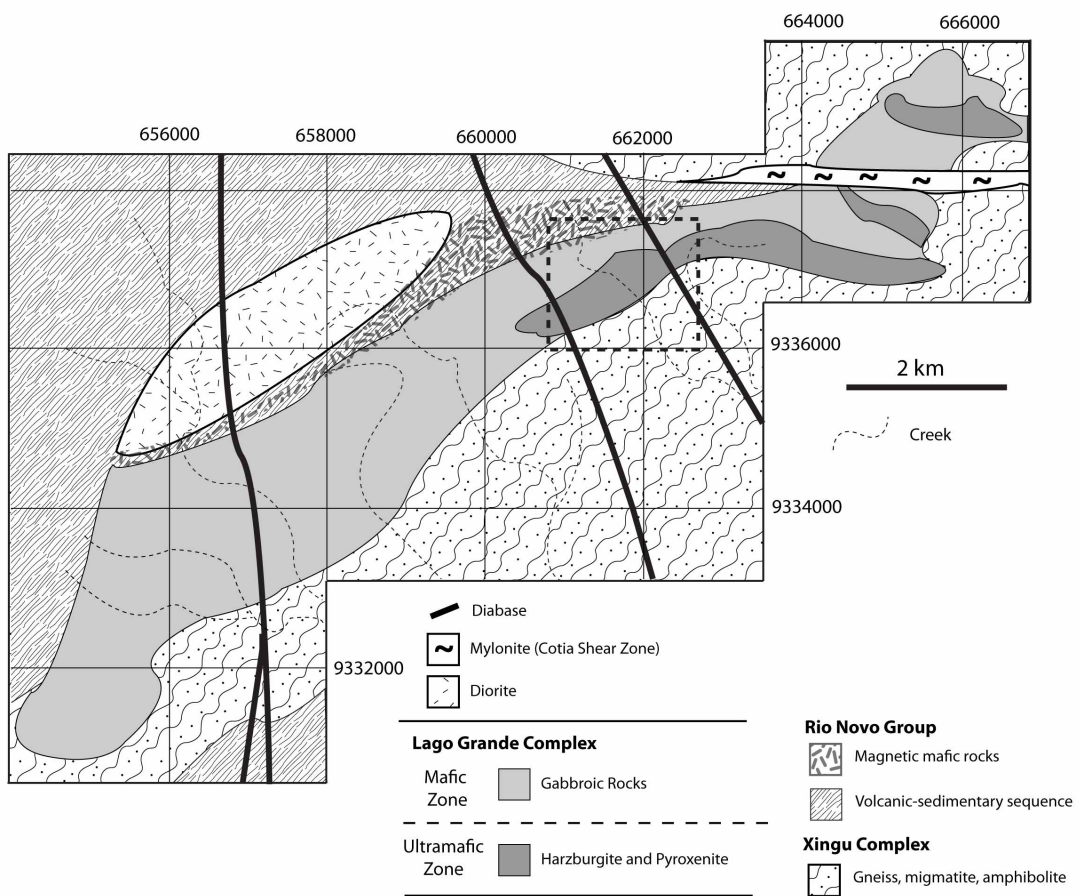 664000 666000
656000 658000 660000 662000
9336000
2 km
Creek
9334000
9332000
Diabase
Mylonite (Cotia Shear Zone)
Diorite
Lago Grande Complex
Mafic
Zone
Gabbroic Rocks
Ultramafic
Zone
Harzburgite and Pyroxenite
Rio Novo Group
Magnetic mafic rocks
Volcanic-sedimentary sequence
Xingu Complex
Gneiss, migmatite, amphibolite